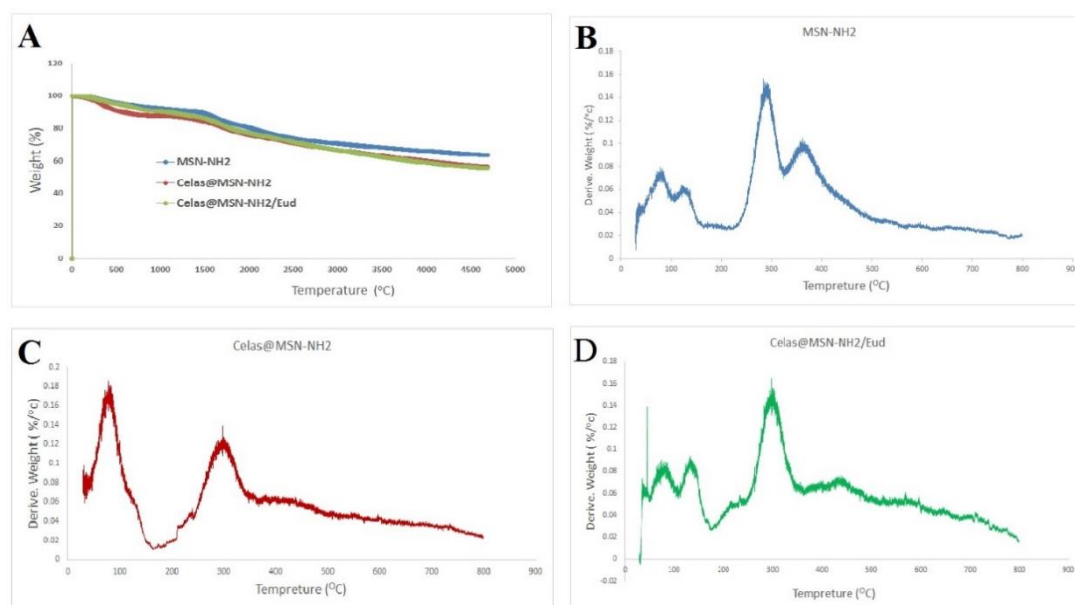 A
120
100
80
60
40
20
0
Weight (%)
MSN-NH2
Celas@MSN-NH2
Celas@MSN-NH2/Eud
0 500 1000 1500 2000 2500 3000 3500 4000 4500 5000
Temperature (°C)
B
MSN-NH2
0.18
0.16
0.14
0.12
0.1
0.08
0.06
0.04
0.02
0
Derive. Weight ( %/°c)
0 100 200 300 400 500 600 700 800 900
Tempreture (°C)
C
Celas@MSN-NH2
0.2
0.18
0.16
0.14
0.12
0.1
0.08
0.06
0.04
0.02
0
Derive. Weight ( %/°c)
0 100 200 300 400 500 600 700 800 900
Tempreture (°C)
D
Celas@MSN-NH2/Eud
0.18
0.16
0.14
0.12
0.1
0.08
0.06
0.04
0.02
0
-0.02
Derive. Weight ( %/°c)
0 100 200 300 400 500 600 700 800 900
Tempreture (°C)